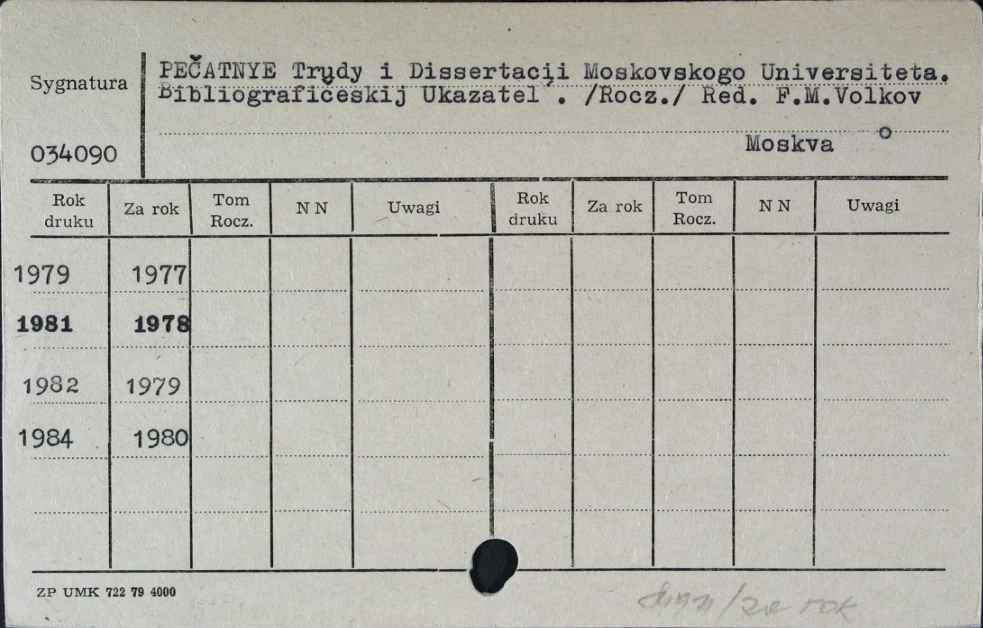 Sygnatura
034090
PEČATNYE Trudy i Dissertacii Moskovskogo Universiteta.
Bibliograficeskij Ukazatel'. /Rocz./ Red. F.M.Volkov
Moskva
Rok druku Za rok Tom Rocz. N N Uwagi Rok druku Za rok Tom Rocz. N N Uwagi
1979 1977
1981 1978
1982 1979
1984 1980
ZP UMK 722 79 4000
/za rok